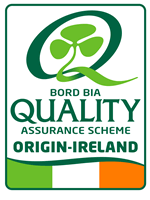 BORD BIA
QUALITY
ASSURANCE SCHEME
ORIGIN-IRELAND